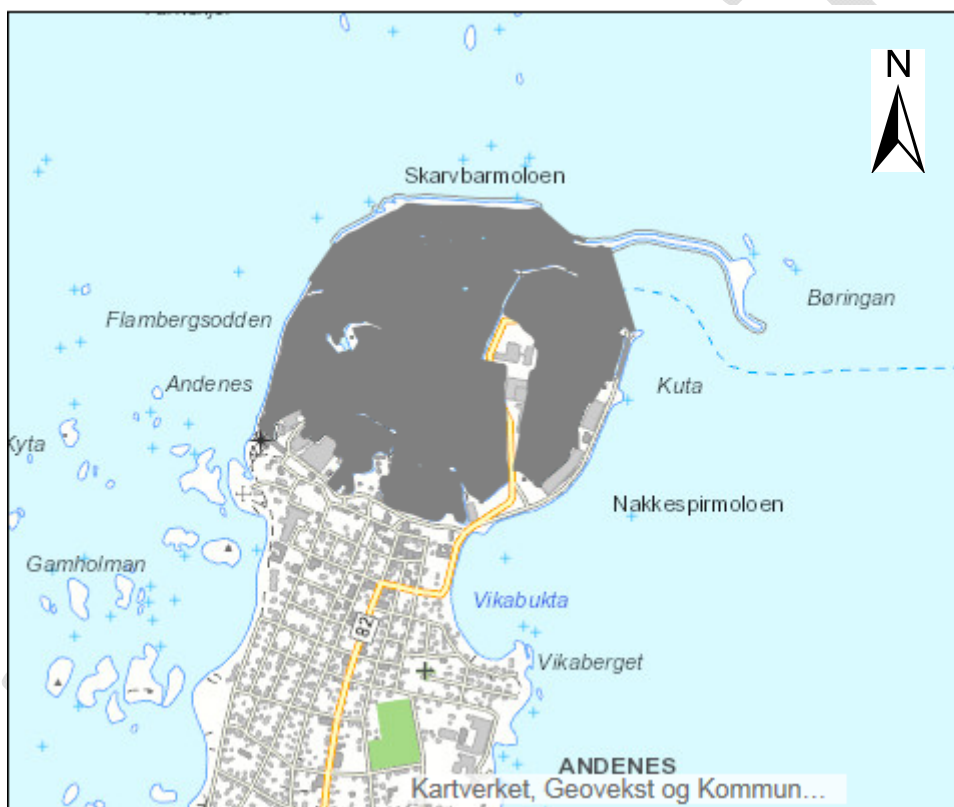 N
Skarvbarmoloen
Børingan
Flambergsodden
Andenes
Kuta
Kyta
Nakkespirmoloen
Gamholman
Vikabukta
82
Vikaberget
ANDENES
Kartverket, Geovekst og Kommun...